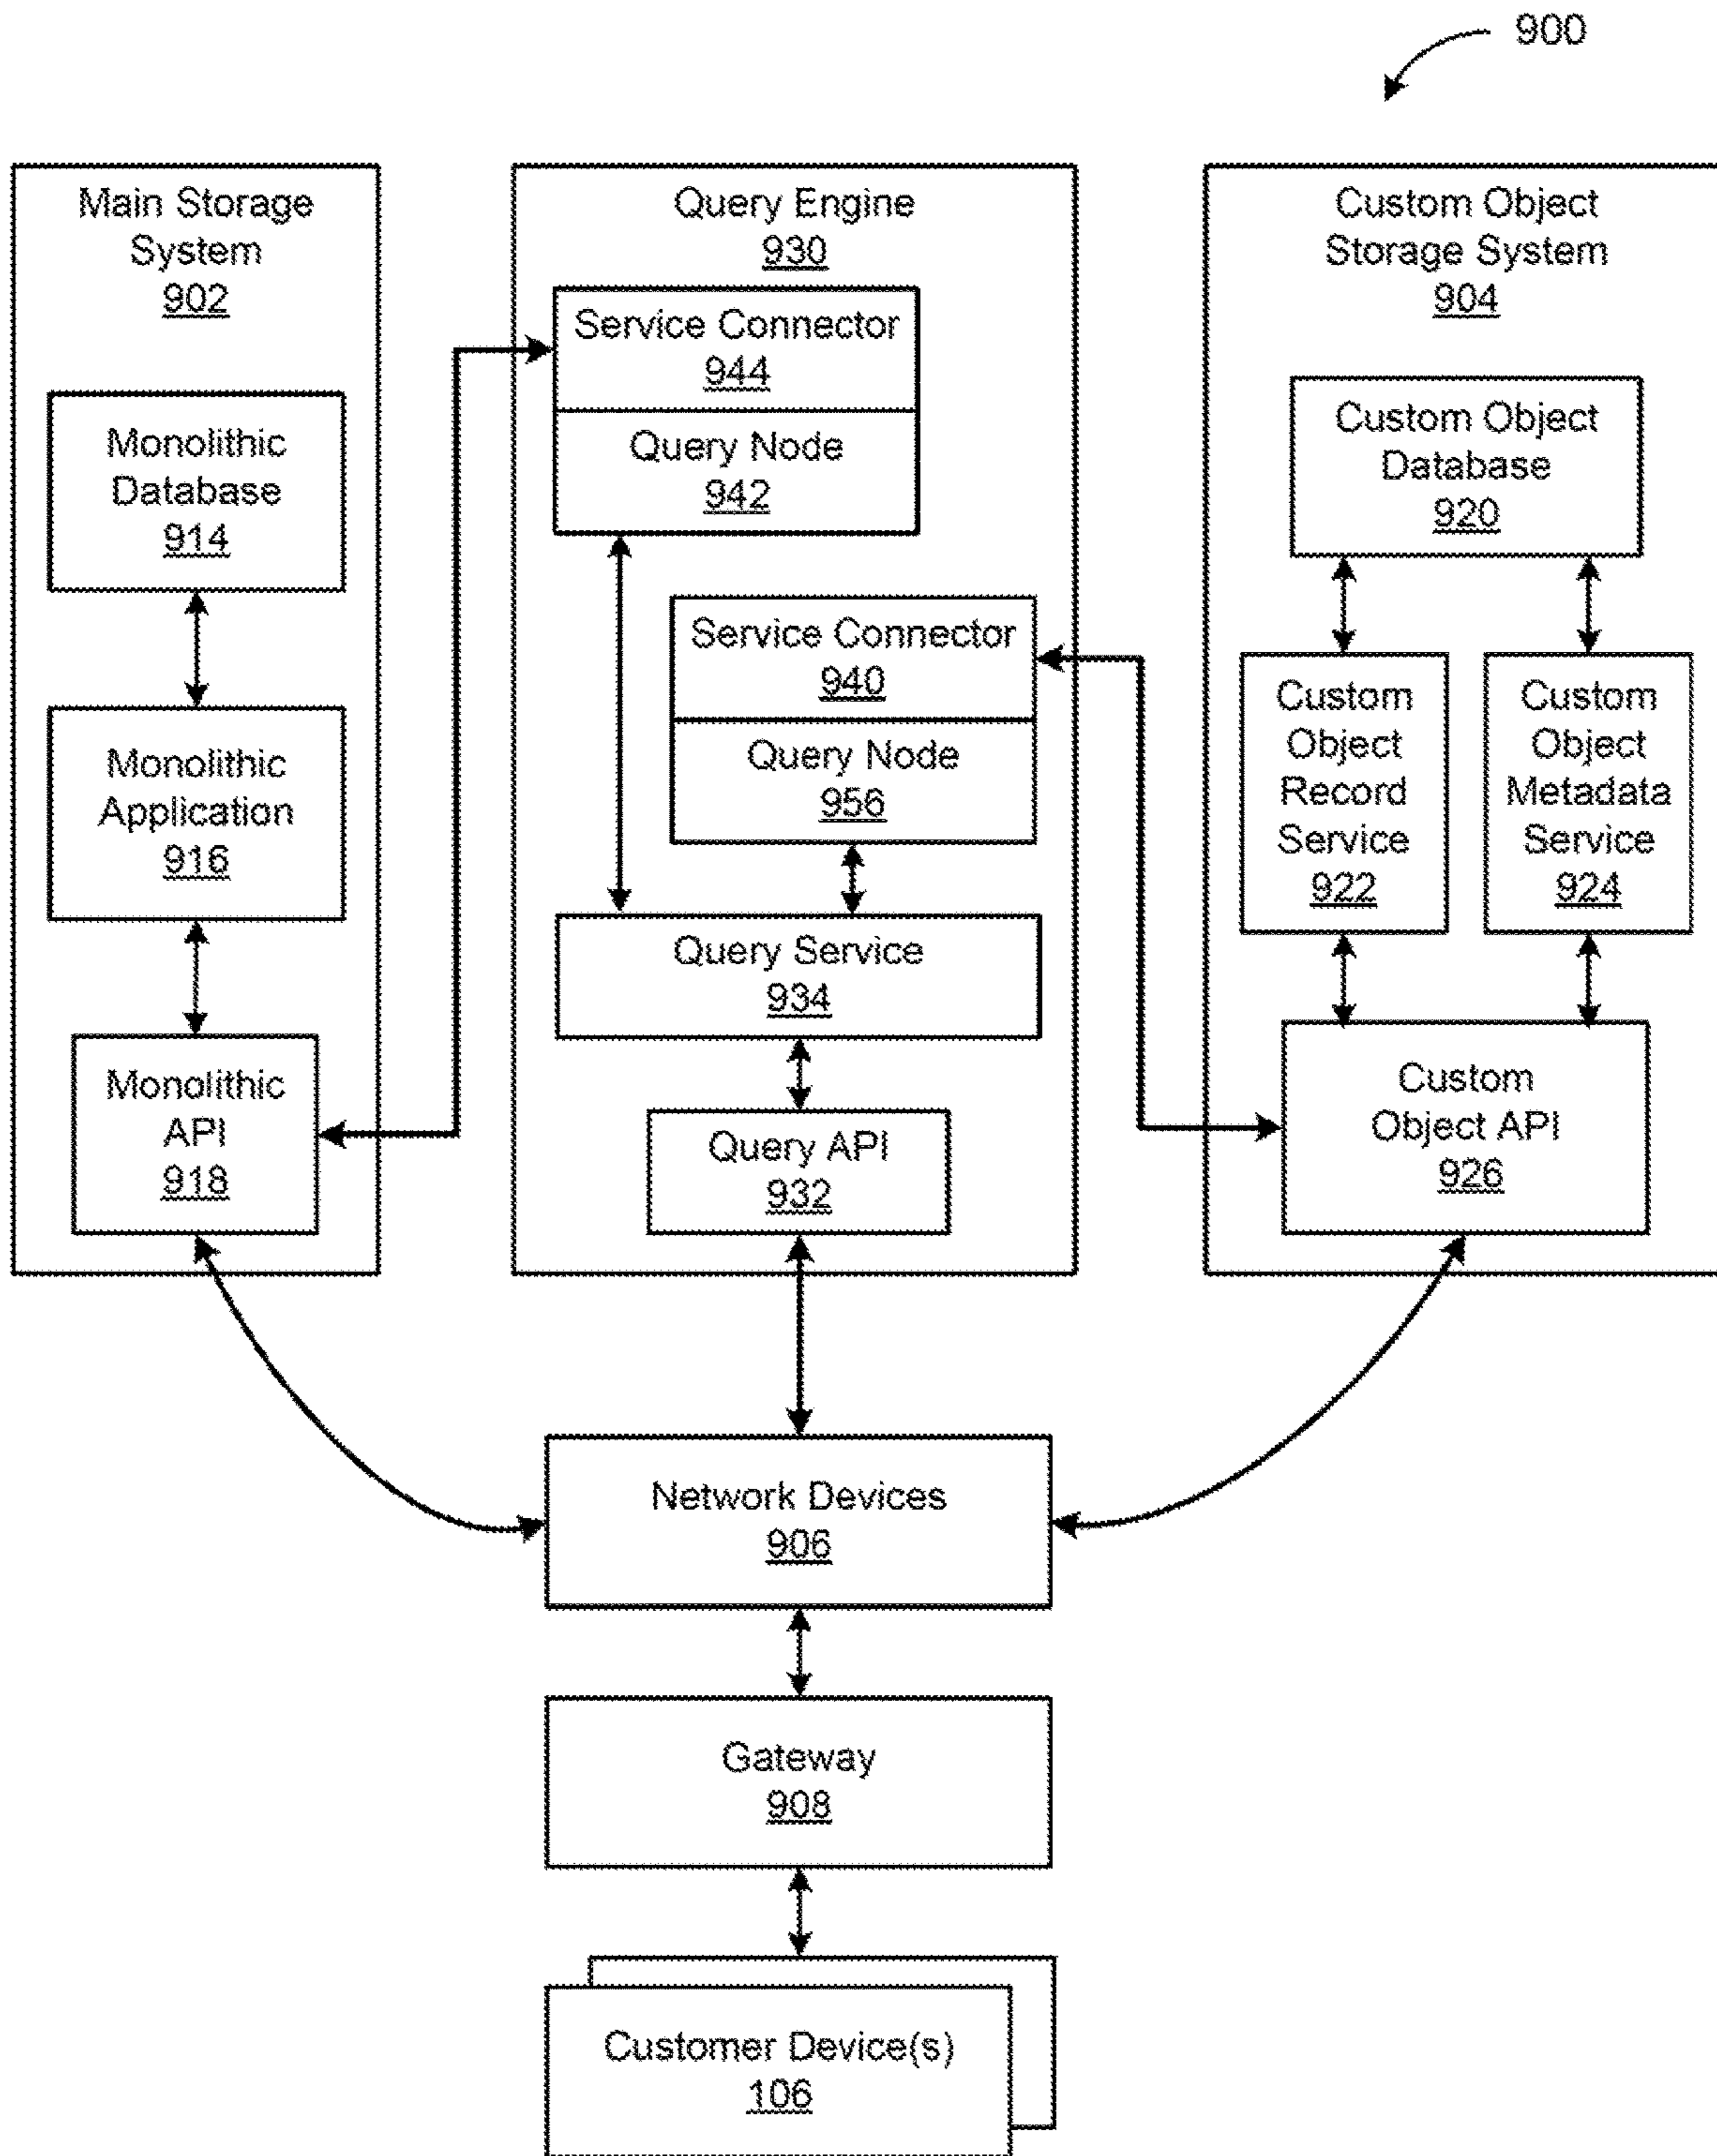 900
Main Storage
System
902
Monolithic
Database
914
Monolithic
Application
916
Monolithic
API
918
Query Engine
930
Service Connector
944
Query Node
942
Service Connector
940
Query Node
956
Query Service
934
Query API
932
Custom Object
Storage System
904
Custom Object
Database
920
Custom
Object
Record
Service
922
Custom
Object
Metadata
Service
924
Custom
Object API
926
Network Devices
906
Gateway
908
Customer Device(s)
106